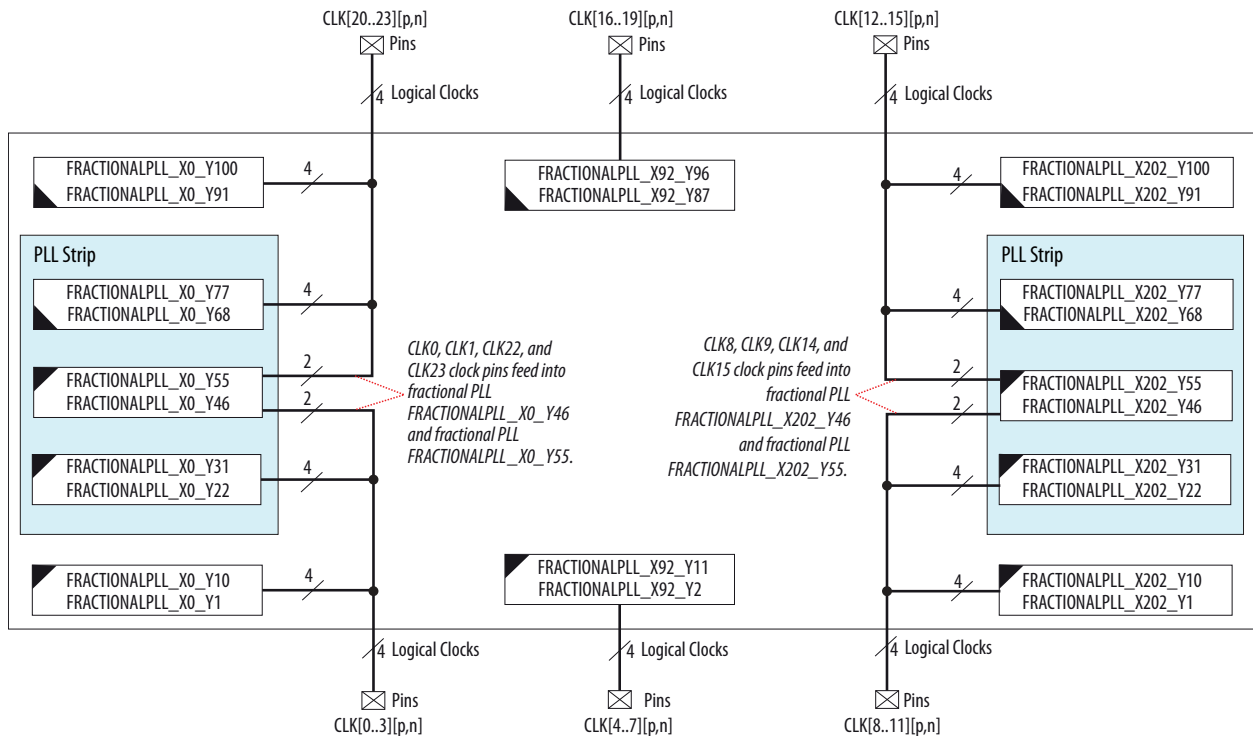 CLK[20..23][p,n]
Pins
4 Logical Clocks
CLK[16..19][p,n]
Pins
4 Logical Clocks
CLK[12..15][p,n]
Pins
4 Logical Clocks
FRACTIONALPLL_X0_Y100
FRACTIONALPLL_X0_Y91
4
FRACTIONALPLL_X92_Y96
FRACTIONALPLL_X92_Y87
4
FRACTIONALPLL_X202_Y100
FRACTIONALPLL_X202_Y91
PLL Strip
FRACTIONALPLL_X0_Y77
FRACTIONALPLL_X0_Y68
4
FRACTIONALPLL_X0_Y55
FRACTIONALPLL_X0_Y46
2
2
FRACTIONALPLL_X0_Y31
FRACTIONALPLL_X0_Y22
4
CLK0, CLK1, CLK22, and
CLK23 clock pins feed into
fractional PLL
FRACTIONALPLL_X0_Y46
and fractional PLL
FRACTIONALPLL_X0_Y55.
CLK8, CLK9, CLK14, and
CLK15 clock pins feed into
fractional PLL
FRACTIONALPLL_X202_Y46
and fractional PLL
FRACTIONALPLL_X202_Y55.
PLL Strip
4
FRACTIONALPLL_X202_Y77
FRACTIONALPLL_X202_Y68
2
2
FRACTIONALPLL_X202_Y55
FRACTIONALPLL_X202_Y46
4
FRACTIONALPLL_X202_Y31
FRACTIONALPLL_X202_Y22
FRACTIONALPLL_X0_Y10
FRACTIONALPLL_X0_Y1
4
FRACTIONALPLL_X92_Y11
FRACTIONALPLL_X92_Y2
4
FRACTIONALPLL_X202_Y10
FRACTIONALPLL_X202_Y1
4 Logical Clocks
Pins
CLK[0..3][p,n]
4 Logical Clocks
Pins
CLK[4..7][p,n]
4 Logical Clocks
Pins
CLK[8..11][p,n]